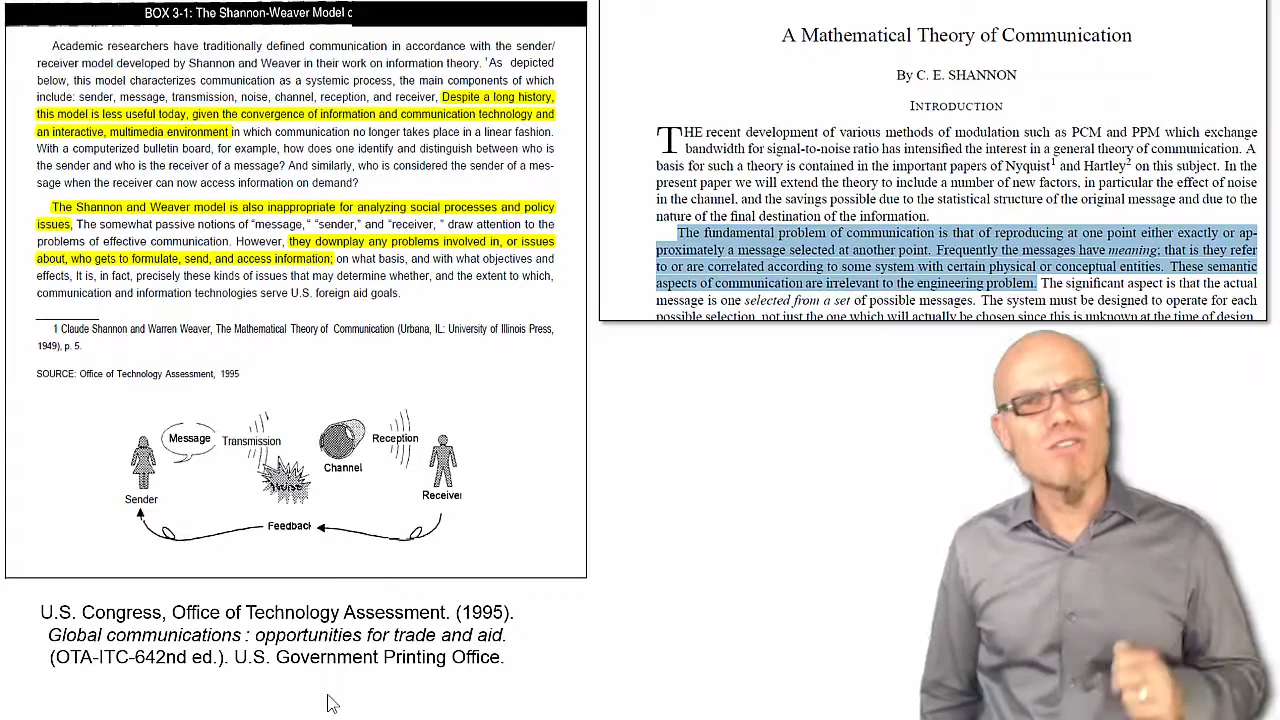 BOX 3-1: The Shannon-Weaver Model
Academic researchers have traditionally defined communication in accordance with the sender/
receiver model developed by Shannon and Weaver in their work on information theory. ¹As depicted
below, this model characterizes communication as a systemic process, the main components of which
include: sender, message, transmission, noise, channel, reception, and receiver, Despite a long history,
this model is less useful today, given the convergence of information and communication technology and
an interactive, multimedia environment in which communication no longer takes place in a linear fashion.
With a computerized bulletin board, for example, how does one identify and distinguish between who is
the sender and who is the receiver of a message? And similarly, who is considered the sender of a mes-
sage when the receiver can now access information on demand?
The Shannon and Weaver model is also inappropriate for analyzing social processes and policy
issues, The somewhat passive notions of "message," "sender," and "receiver, " draw attention to the
problems of effective communication. However, they downplay any problems involved in, or issues
about, who gets to formulate, send, and access information; on what basis, and with what objectives and
effects, It is, in fact, precisely these kinds of issues that may determine whether, and the extent to which,
communication and information technologies serve U.S. foreign aid goals.
1 Claude Shannon and Warren Weaver, The Mathematical Theory of Communication (Urbana, IL: University of Illinois Press,
1949), p. 5.
SOURCE: Office of Technology Assessment, 1995
Message
Transmission
Channel
Reception
Noise
Sender
Receiver
Feedback
U.S. Congress, Office of Technology Assessment. (1995).
Global communications : opportunities for trade and aid.
(OTA-ITC-642nd ed.). U.S. Government Printing Office.
A Mathematical Theory of Communication
By C. E. SHANNON
INTRODUCTION
THE recent development of various methods of modulation such as PCM and PPM which exchange
bandwidth for signal-to-noise ratio has intensified the interest in a general theory of communication. A
basis for such a theory is contained in the important papers of Nyquist¹ and Hartley² on this subject. In the
present paper we will extend the theory to include a number of new factors, in particular the effect of noise
in the channel, and the savings possible due to the statistical structure of the original message and due to the
nature of the final destination of the information.
The fundamental problem of communication is that of reproducing at one point either exactly or ap-
proximately a message selected at another point. Frequently the messages have meaning; that is they refer
to or are correlated according to some system with certain physical or conceptual entities. These semantic
aspects of communication are irrelevant to the engineering problem. The significant aspect is that the actual
message is one selected from a set of possible messages. The system must be designed to operate for each
possible selection, not just the one which will actually be chosen since this is unknown at the time of design.